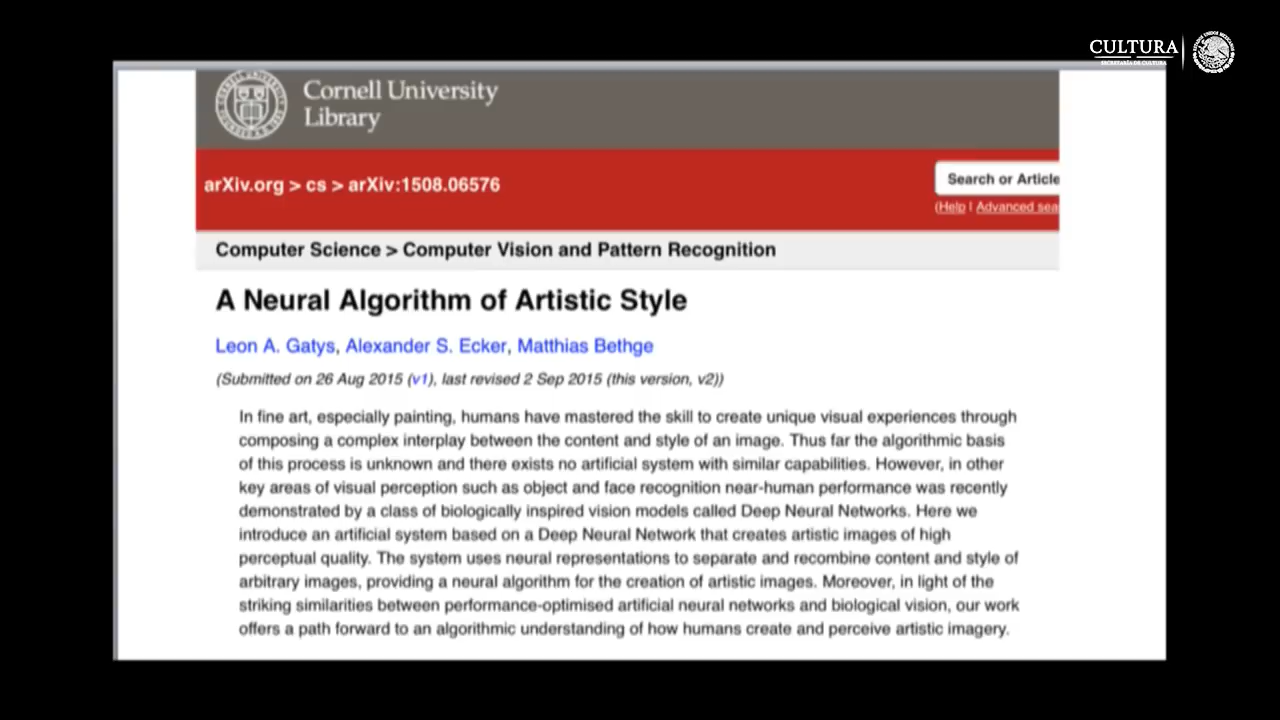 CULTURA
SECRETARÍA DE CULTURA
Cornell University
Library
arXiv.org > cs > arXiv:1508.06576
Search or Article
(Help | Advanced sea
Computer Science > Computer Vision and Pattern Recognition
A Neural Algorithm of Artistic Style
Leon A. Gatys, Alexander S. Ecker, Matthias Bethge
(Submitted on 26 Aug 2015 (v1), last revised 2 Sep 2015 (this version, v2))
In fine art, especially painting, humans have mastered the skill to create unique visual experiences through
composing a complex interplay between the content and style of an image. Thus far the algorithmic basis
of this process is unknown and there exists no artificial system with similar capabilities. However, in other
key areas of visual perception such as object and face recognition near-human performance was recently
demonstrated by a class of biologically inspired vision models called Deep Neural Networks. Here we
introduce an artificial system based on a Deep Neural Network that creates artistic images of high
perceptual quality. The system uses neural representations to separate and recombine content and style of
arbitrary images, providing a neural algorithm for the creation of artistic images. Moreover, in light of the
striking similarities between performance-optimised artificial neural networks and biological vision, our work
offers a path forward to an algorithmic understanding of how humans create and perceive artistic imagery.